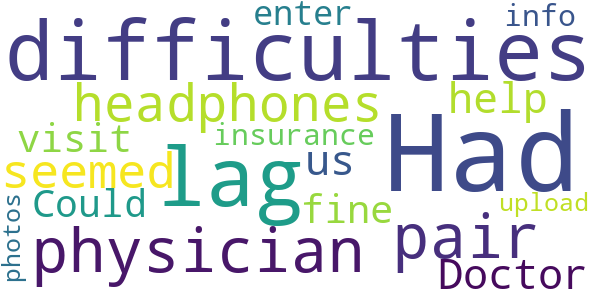 enter
info
difficulties
headphones
help
Had
visit
insurance
lag
us
seemed
Could
fine
upload
photos
physician
pair
Doctor